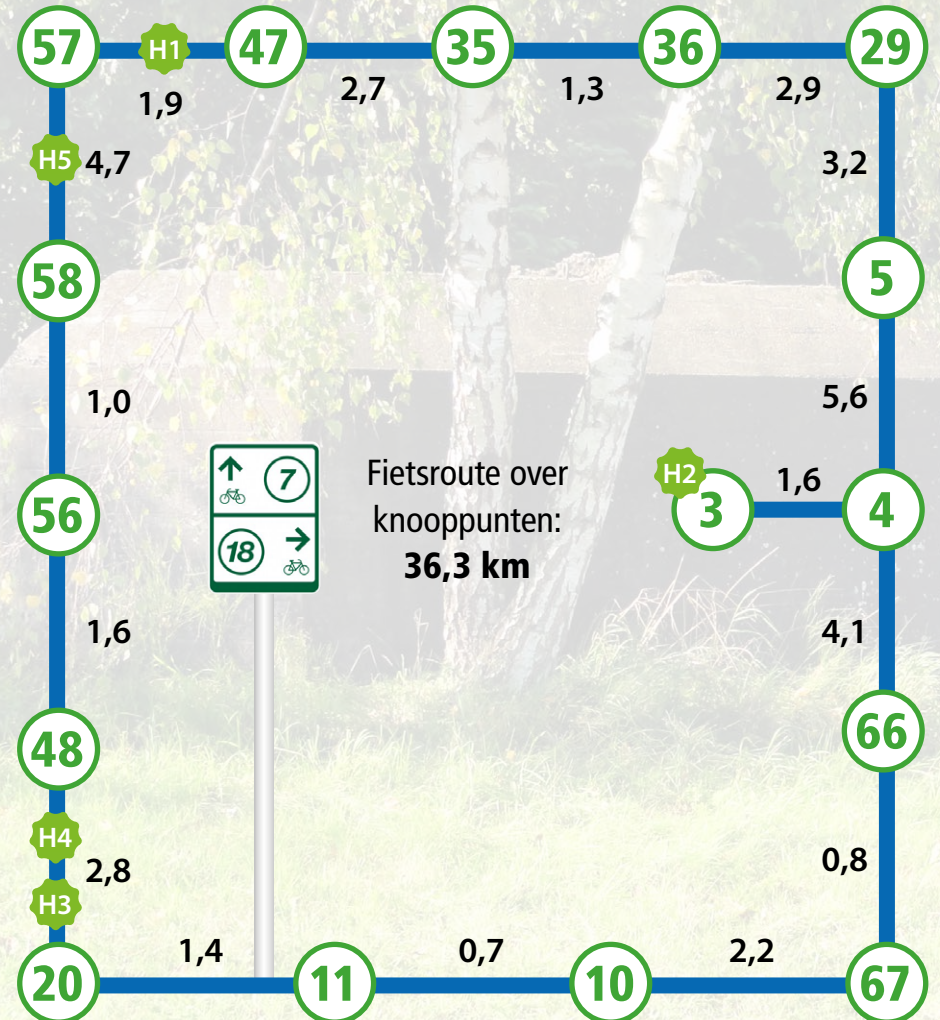 57 H1 47 35 36 29
1,9 2,7 1,3 2,9
H5 4,7 3,2
58 5
1,0 5,6
7
18
Fietsroute over
knooppunten:
36,3 km
H2 1,6
56 3 4
1,6 4,1
48 66
H4
2,8 0,8
H3
1,4 0,7 2,2
20 11 10 67